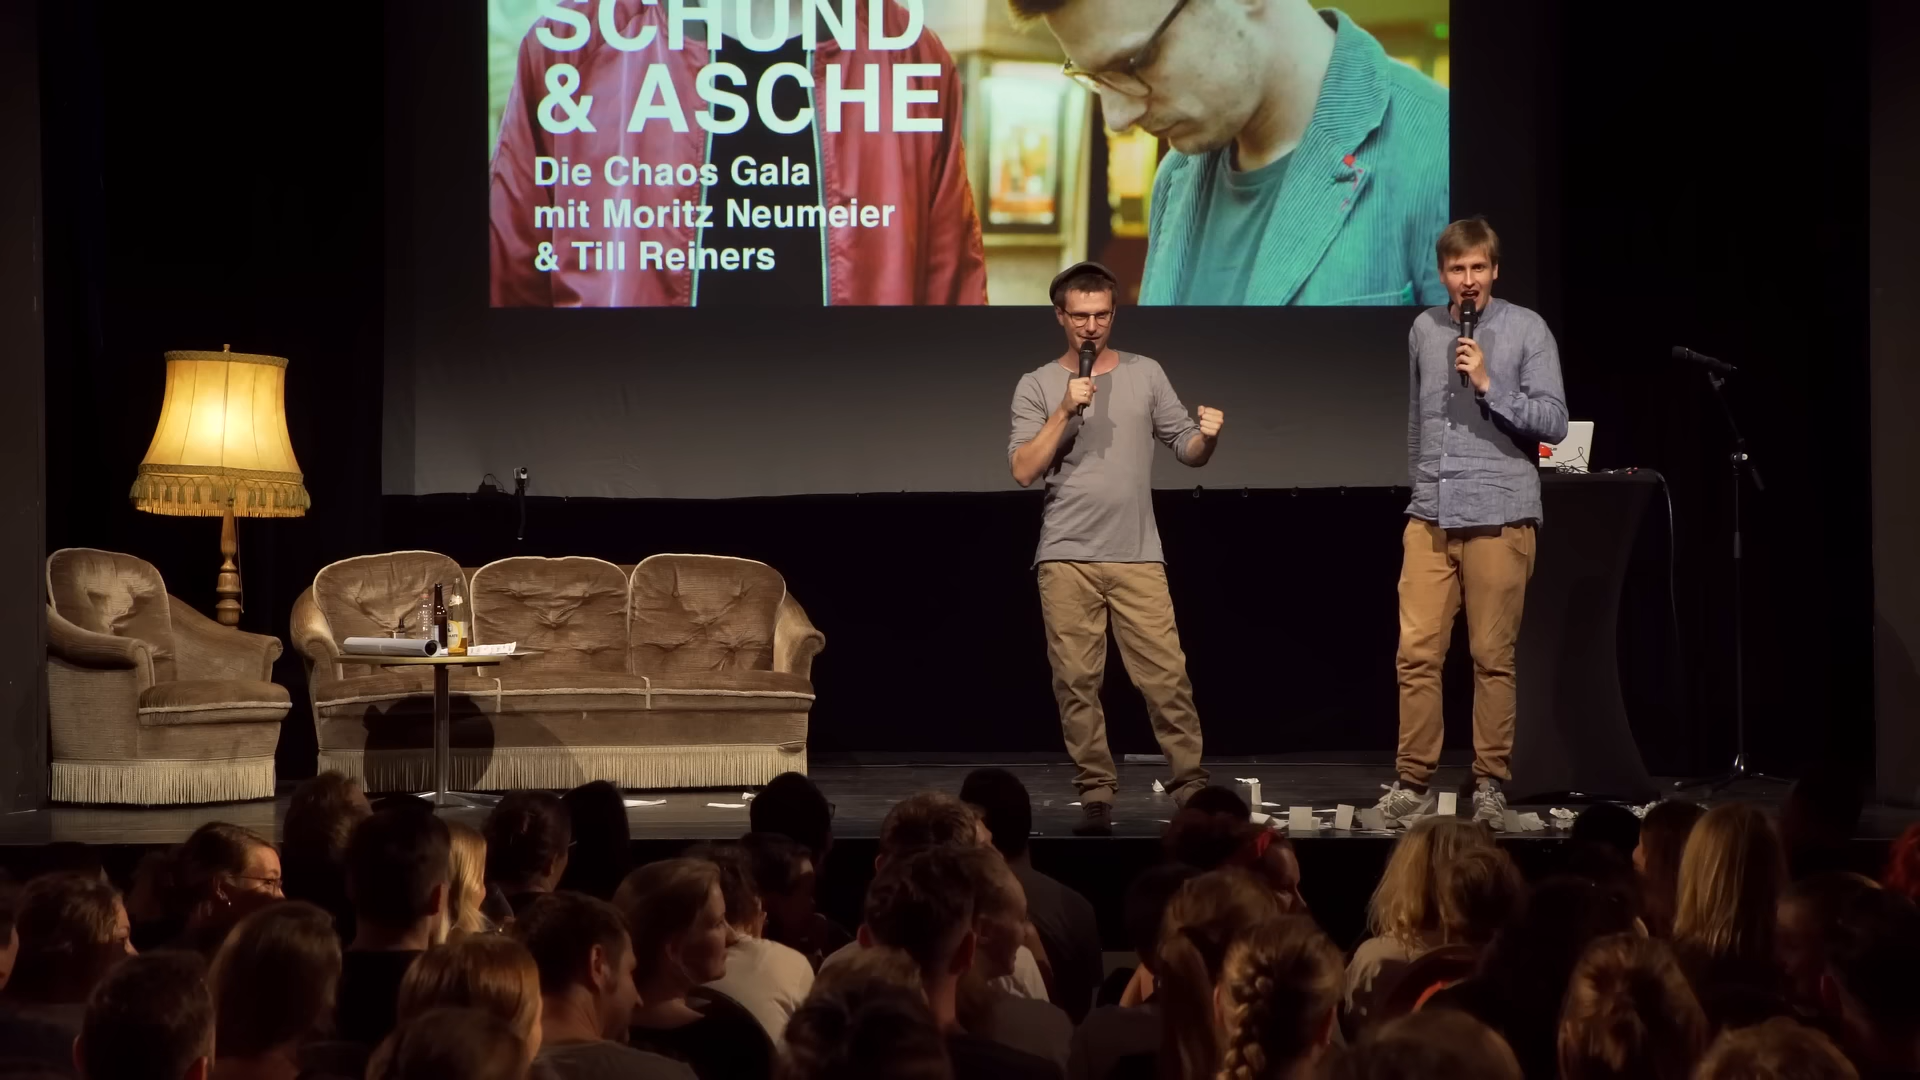 SCHUND
& ASCHE
Die Chaos Gala
mit Moritz Neumeier
& Till Reiners